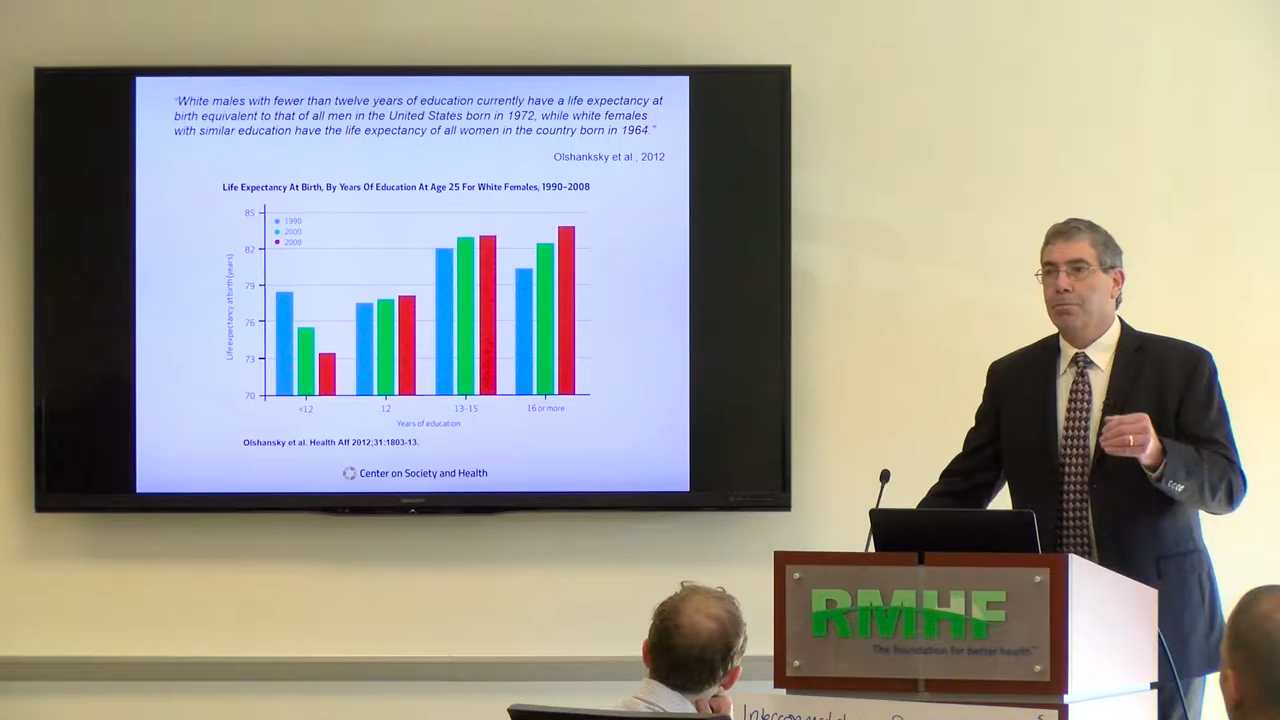 "White males with fewer than twelve years of education currently have a life expectancy at
birth equivalent to that of all men in the United States born in 1972, while white females
with similar education have the life expectancy of all women in the country born in 1964."
Olshanksky et al., 2012
Life Expectancy At Birth, By Years Of Education At Age 25 For White Females, 1990–2008
Life expectancy at birth (years)
85
82
79
76
73
70
1990
2000
2008
<12
12
13–15
16 or more
Years of education
Olshansky et al. Health Aff 2012;31:1803-13.
Center on Society and Health
RMHF
The foundation for better health